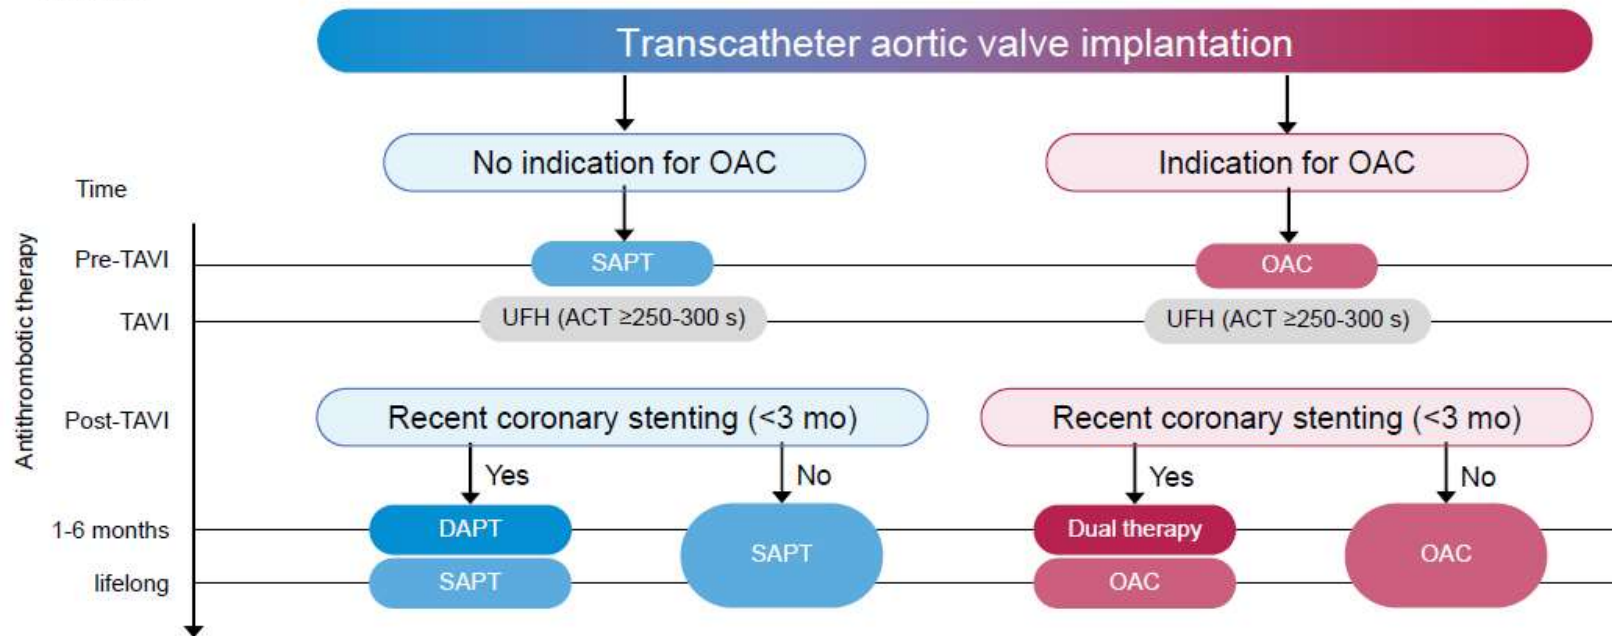 Transcatheter aortic valve implantation
No indication for OAC
Indication for OAC
Time
Antithrombotic therapy
Pre-TAVI
SAPT
OAC
TAVI
UFH (ACT ≥250-300 s)
UFH (ACT ≥250-300 s)
Post-TAVI
Recent coronary stenting (<3 mo)
Recent coronary stenting (<3 mo)
Yes
No
Yes
No
1-6 months
DAPT
SAPT
Dual therapy
OAC
lifelong
SAPT
OAC